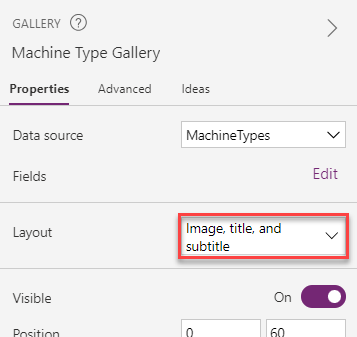 GALLERY ?
Machine Type Gallery
Properties Advanced Ideas
Data source MachineTypes
Fields Edit
Layout Image, title, and
subtitle
Visible On
Position 0 60